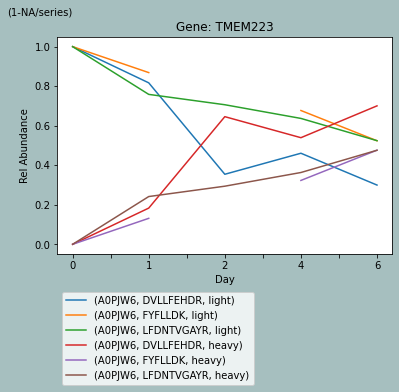 (1-NA/series)
Gene: TMEM223
Rel Abundance
1.0
0.8
0.6
0.4
0.2
0.0
0 1 2 4 6
Day
(A0PJW6, DVLLFEHDR, light)
(A0PJW6, FYFLLDK, light)
(A0PJW6, LFDNTVGAYR, light)
(A0PJW6, DVLLFEHDR, heavy)
(A0PJW6, FYFLLDK, heavy)
(A0PJW6, LFDNTVGAYR, heavy)